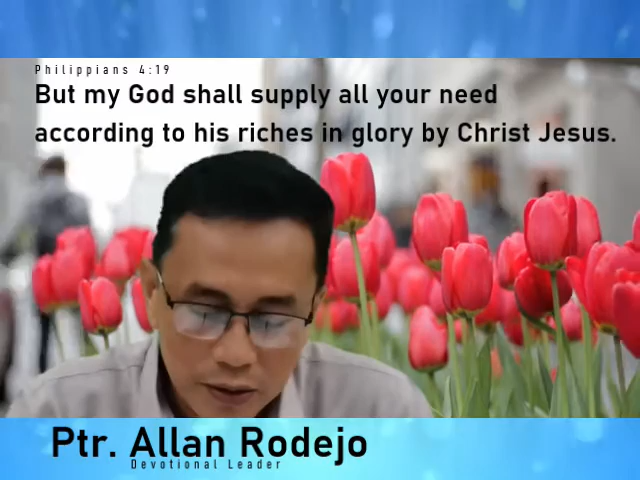 Philippians 4:19
But my God shall supply all your need
according to his riches in glory by Christ Jesus.
Ptr. Allan Rodejo
Devotional Leader